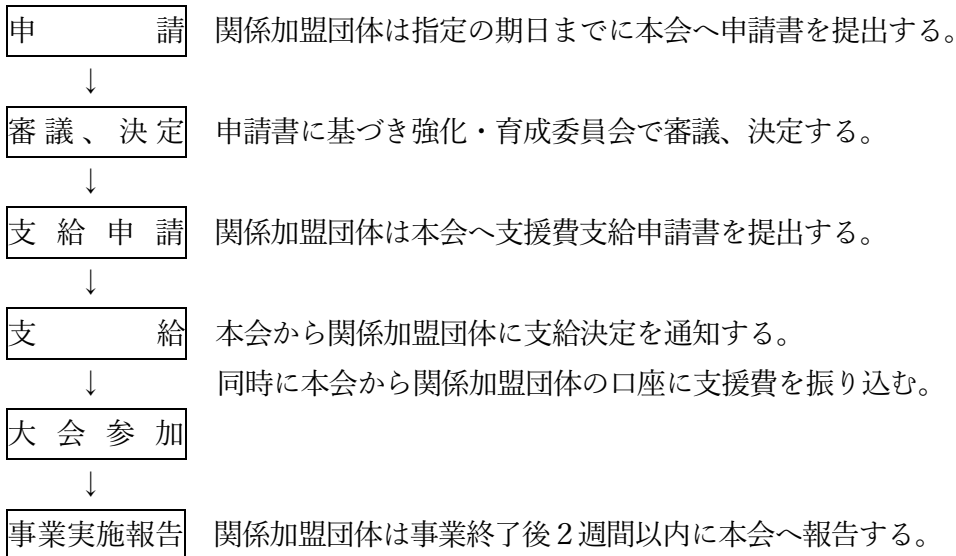 申請 関係加盟団体は指定の期日までに本会へ申請書を提出する。
↓
審議、決定 申請書に基づき強化・育成委員会で審議、決定する。
↓
支給申請 関係加盟団体は本会へ支援費支給申請書を提出する。
↓
支給 本会から関係加盟団体に支給決定を通知する。
↓ 同時に本会から関係加盟団体の口座に支援費を振り込む。
大会参加
↓
事業実施報告 関係加盟団体は事業終了後２週間以内に本会へ報告する。